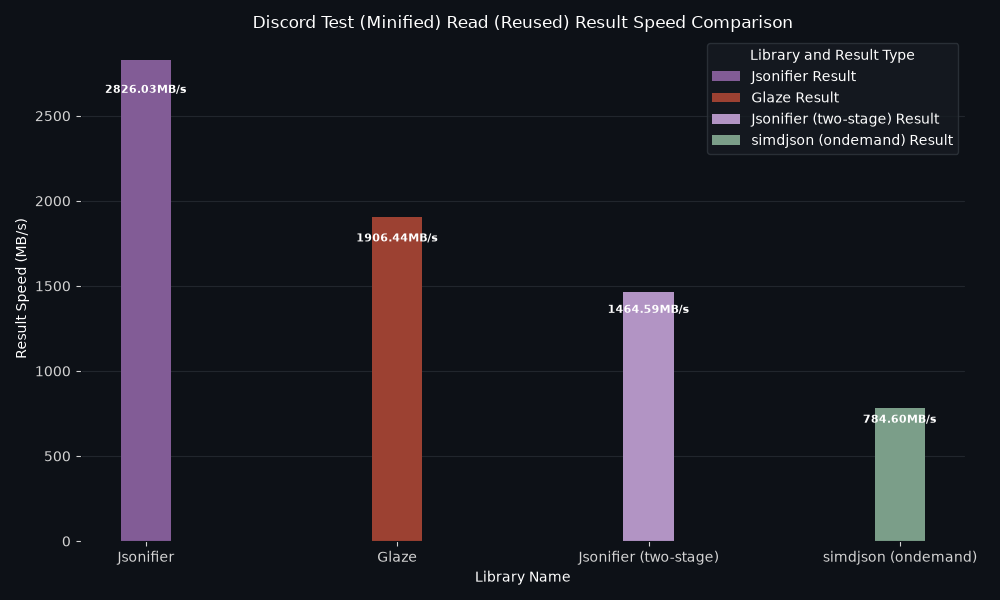 Discord Test (Minified) Read (Reused) Result Speed Comparison
Library and Result Type
Jsonifier Result
Glaze Result
Jsonifier (two-stage) Result
simdjson (ondemand) Result
Result Speed (MB/s)
2500
2000
1500
1000
500
0
2826.03MB/s
1906.44MB/s
1464.59MB/s
784.60MB/s
Jsonifier
Glaze
Jsonifier (two-stage)
simdjson (ondemand)
Library Name